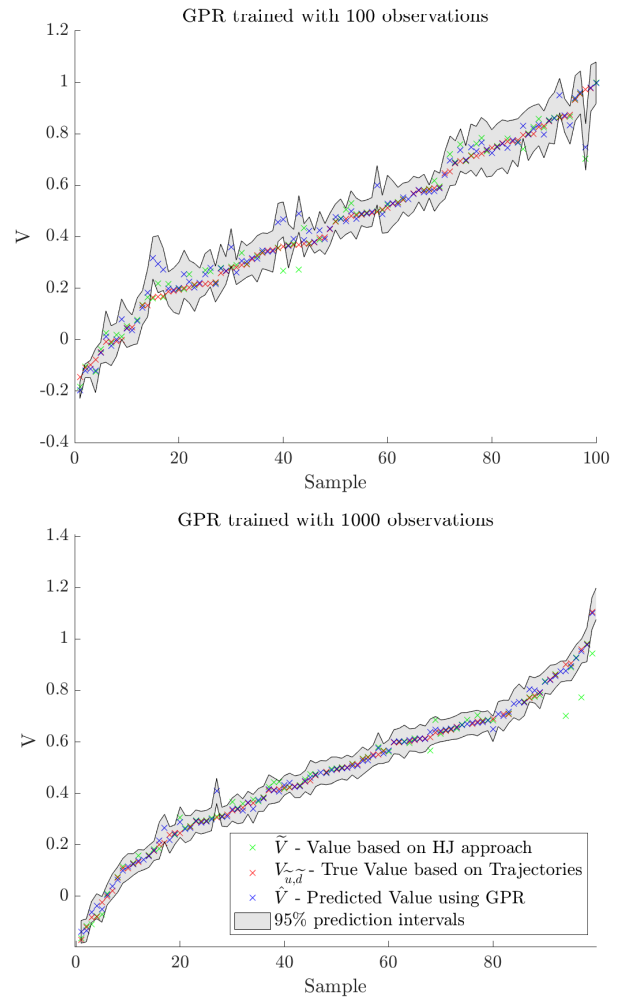 GPR trained with 100 observations
1.2
1
0.8
0.6
0.4
0.2
0
-0.2
-0.4
V
0 20 40 60 80 100
Sample
GPR trained with 1000 observations
1.4
1.2
1
0.8
0.6
0.4
0.2
0
V
Ṽ - Value based on HJ approach
V_{ũ,d̃} - True Value based on Trajectories
V̂ - Predicted Value using GPR
95% prediction intervals
0 20 40 60 80
Sample